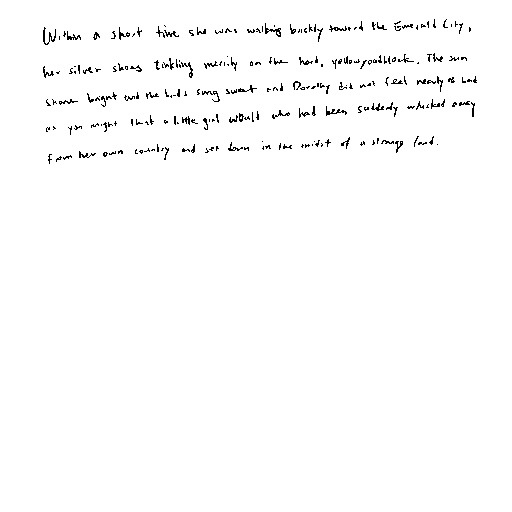 Within a short time she was walking briskly toward the Emerald City,
her silver shoes tinkling merrily on the hard, yellow roadblock. The sun
shone bright and the birds sang sweet and Dorothy did not feel nearly as bad
as you might think a little girl would who had been suddenly whisked away
from her own country and set down in the midst of a strange land.